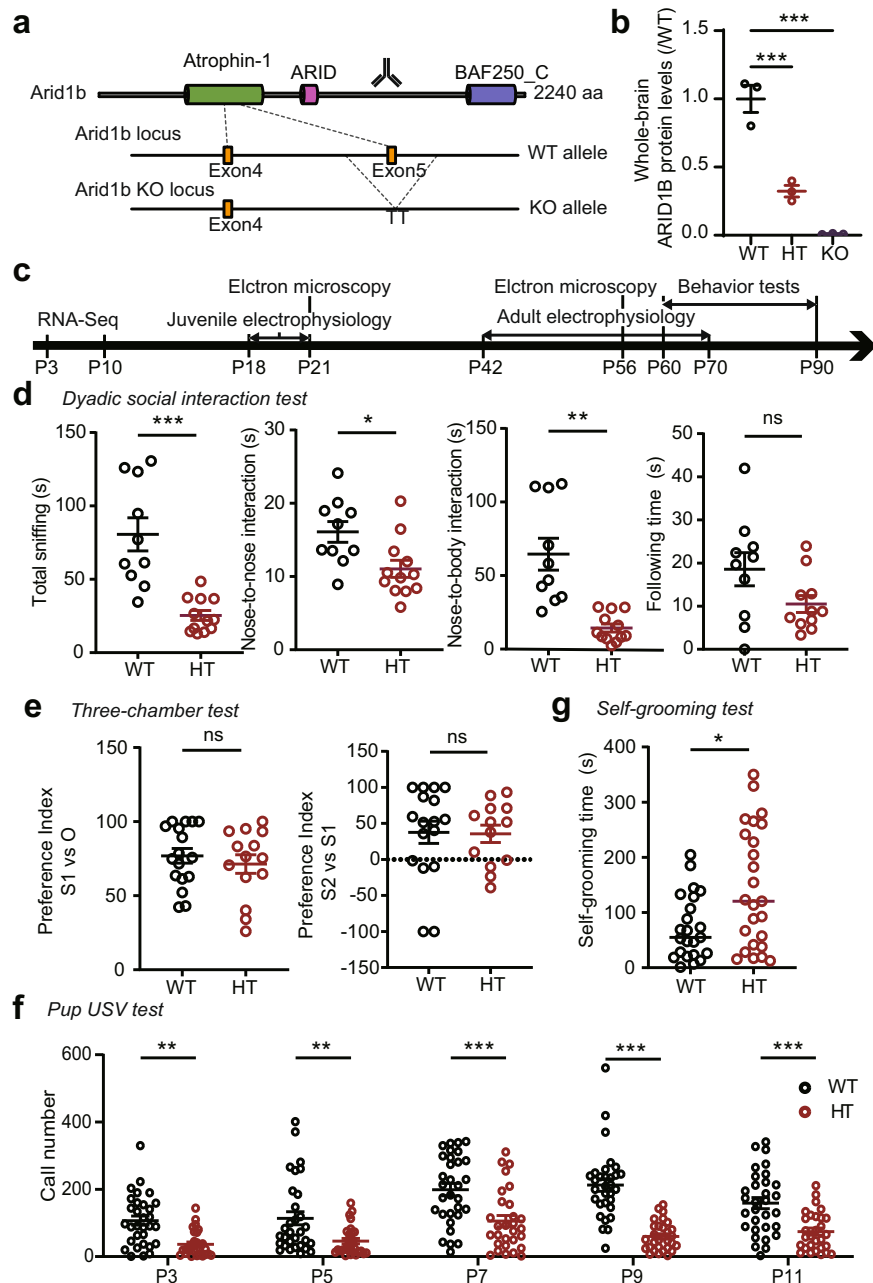 a
Atrophin-1
ARID
BAF250_C
Arid1b
2240 aa
Arid1b locus
Exon4
Exon5
WT allele
Arid1b KO locus
Exon4
TT
KO allele
b
***
***
Whole-brain
ARID1B protein levels (/WT)
1.5
1.0
0.5
0.0
WT
HT
KO
c
Elctron microscopy
Elctron microscopy
Behavior tests
RNA-Seq
Juvenile electrophysiology
Adult electrophysiology
P3
P10
P18
P21
P42
P56
P60
P70
P90
d
Dyadic social interaction test
Total sniffing (s)
150
100
50
0
***
WT
HT
Nose-to-nose interaction (s)
30
20
10
0
*
WT
HT
Nose-to-body interaction (s)
150
100
50
0
**
WT
HT
Following time (s)
50
40
30
20
10
0
ns
WT
HT
e
Three-chamber test
Preference Index
S1 vs O
150
100
50
0
ns
WT
HT
Preference Index
S2 vs S1
150
100
50
0
-50
-100
-150
ns
WT
HT
g
Self-grooming test
Self-grooming time (s)
400
300
200
100
0
*
WT
HT
f
Pup USV test
Call number
600
400
200
0
**
**
***
***
***
WT
HT
P3
P5
P7
P9
P11